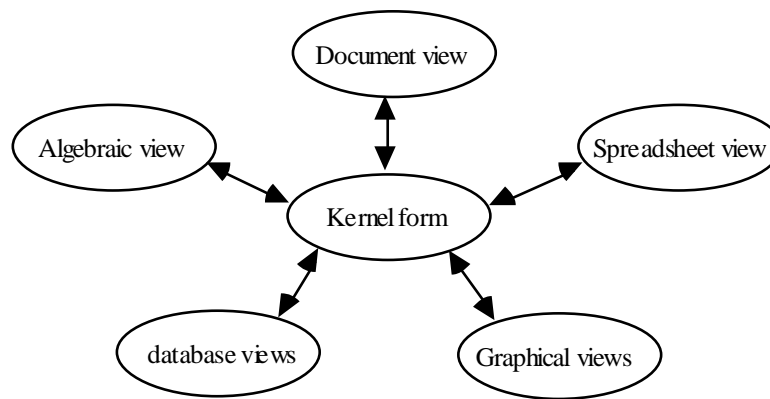 Document view
Algebraic view
Spreadsheet view
Kernel form
database views
Graphical views